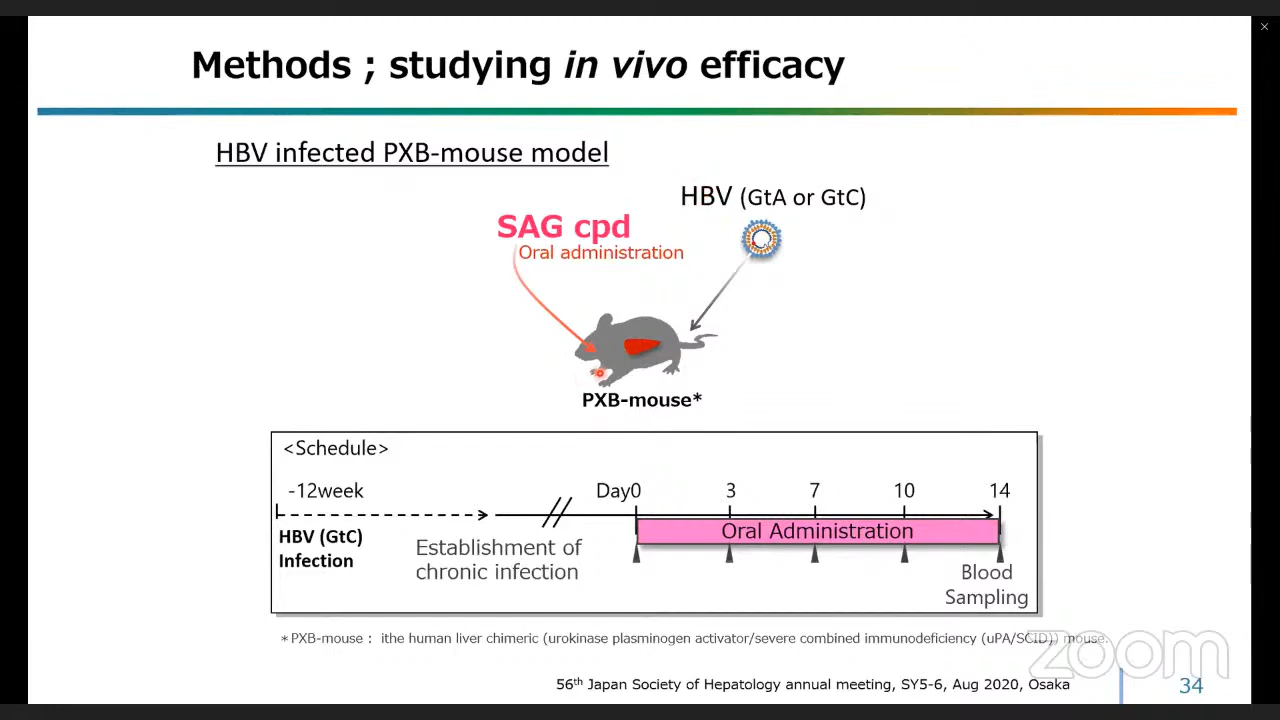 Methods ; studying in vivo efficacy
HBV infected PXB-mouse model
HBV (GtA or GtC)
SAG cpd
Oral administration
PXB-mouse*
<Schedule>
-12week
Day0 3 7 10 14
HBV (GtC)
Infection
Establishment of
chronic infection
Oral Administration
Blood
Sampling
*PXB-mouse : ithe human liver chimeric (urokinase plasminogen activator/severe combined immunodeficiency (uPA/SCID)) mouse.
zoom
56th Japan Society of Hepatology annual meeting, SY5-6, Aug 2020, Osaka
34